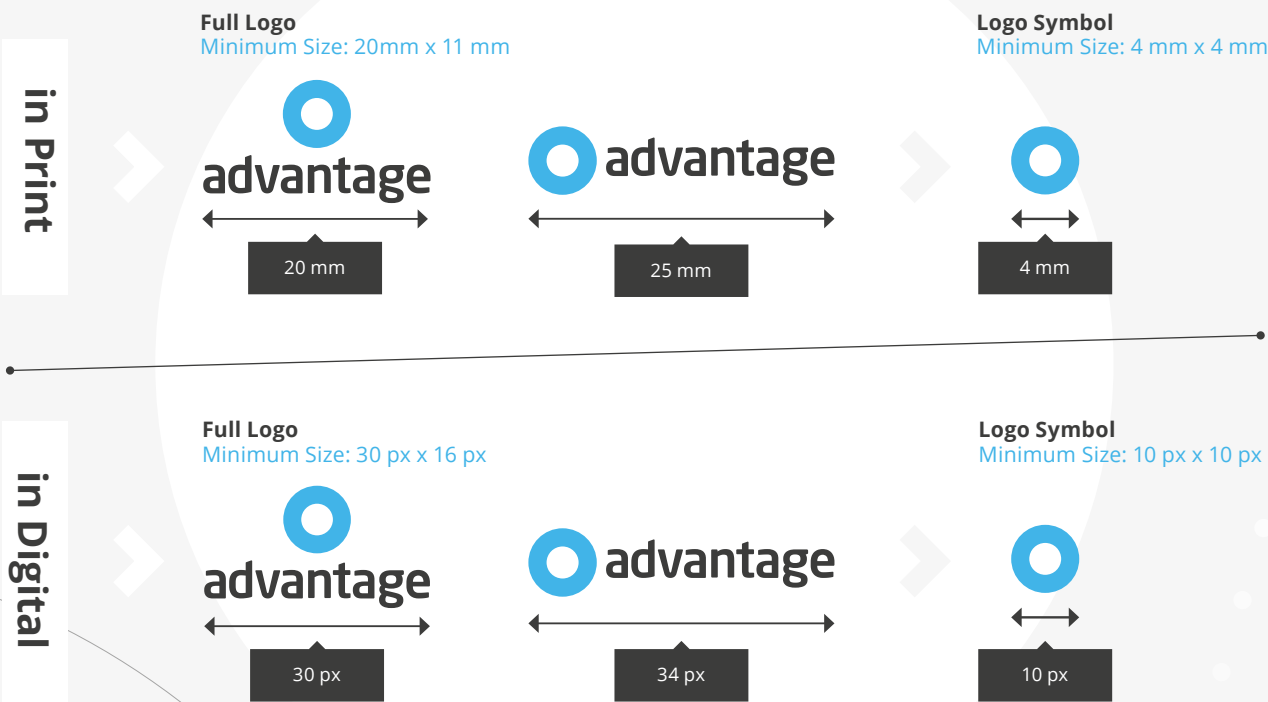 in Print
Full Logo
Minimum Size: 20mm x 11 mm
Logo Symbol
Minimum Size: 4 mm x 4 mm
advantage
advantage
20 mm
25 mm
4 mm
in Digital
Full Logo
Minimum Size: 30 px x 16 px
Logo Symbol
Minimum Size: 10 px x 10 px
advantage
advantage
30 px
34 px
10 px